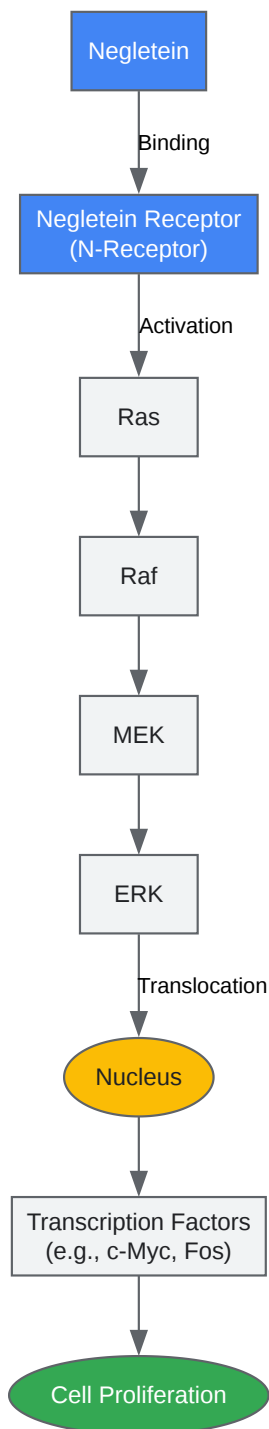 Negletein
Binding
Negletein Receptor
(N-Receptor)
Activation
Ras
Raf
MEK
ERK
Translocation
Nucleus
Transcription Factors
(e.g., c-Myc, Fos)
Cell Proliferation